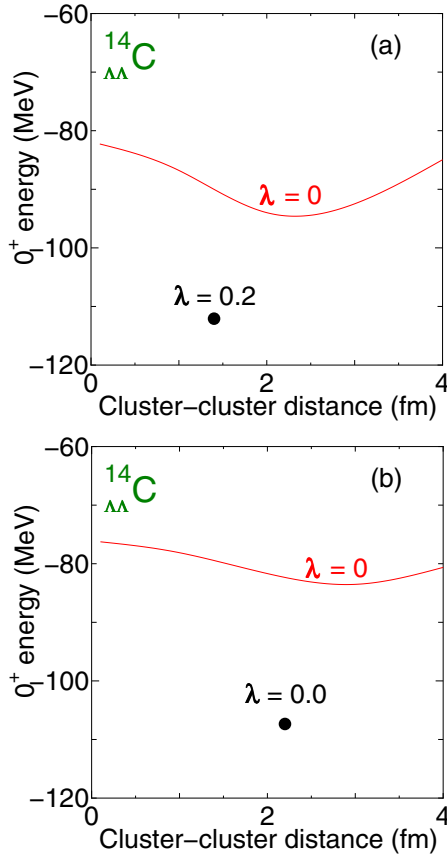 (a)
14
ΛΛC
0+ energy (MeV)
−60
−80
−100
−120
λ = 0
λ = 0.2
0
2
4
Cluster−cluster distance (fm)
(b)
14
ΛΛC
0+ energy (MeV)
−60
−80
−100
−120
λ = 0
λ = 0.0
0
2
4
Cluster−cluster distance (fm)